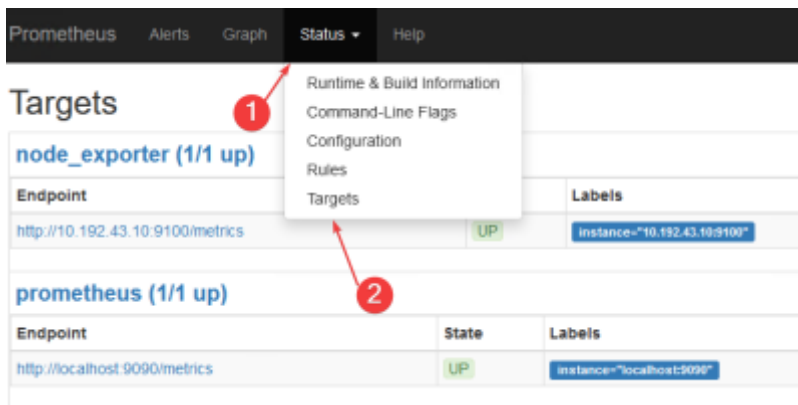 Prometheus Alerts Graph Status Help
Runtime & Build Information
Command-Line Flags
Configuration
Rules
Targets
1
Targets
node_exporter (1/1 up)
Endpoint Labels
http://10.192.43.10:9100/metrics UP instance="10.192.43.10:9100"
2
prometheus (1/1 up)
Endpoint State Labels
http://localhost:9090/metrics UP instance="localhost:9090"